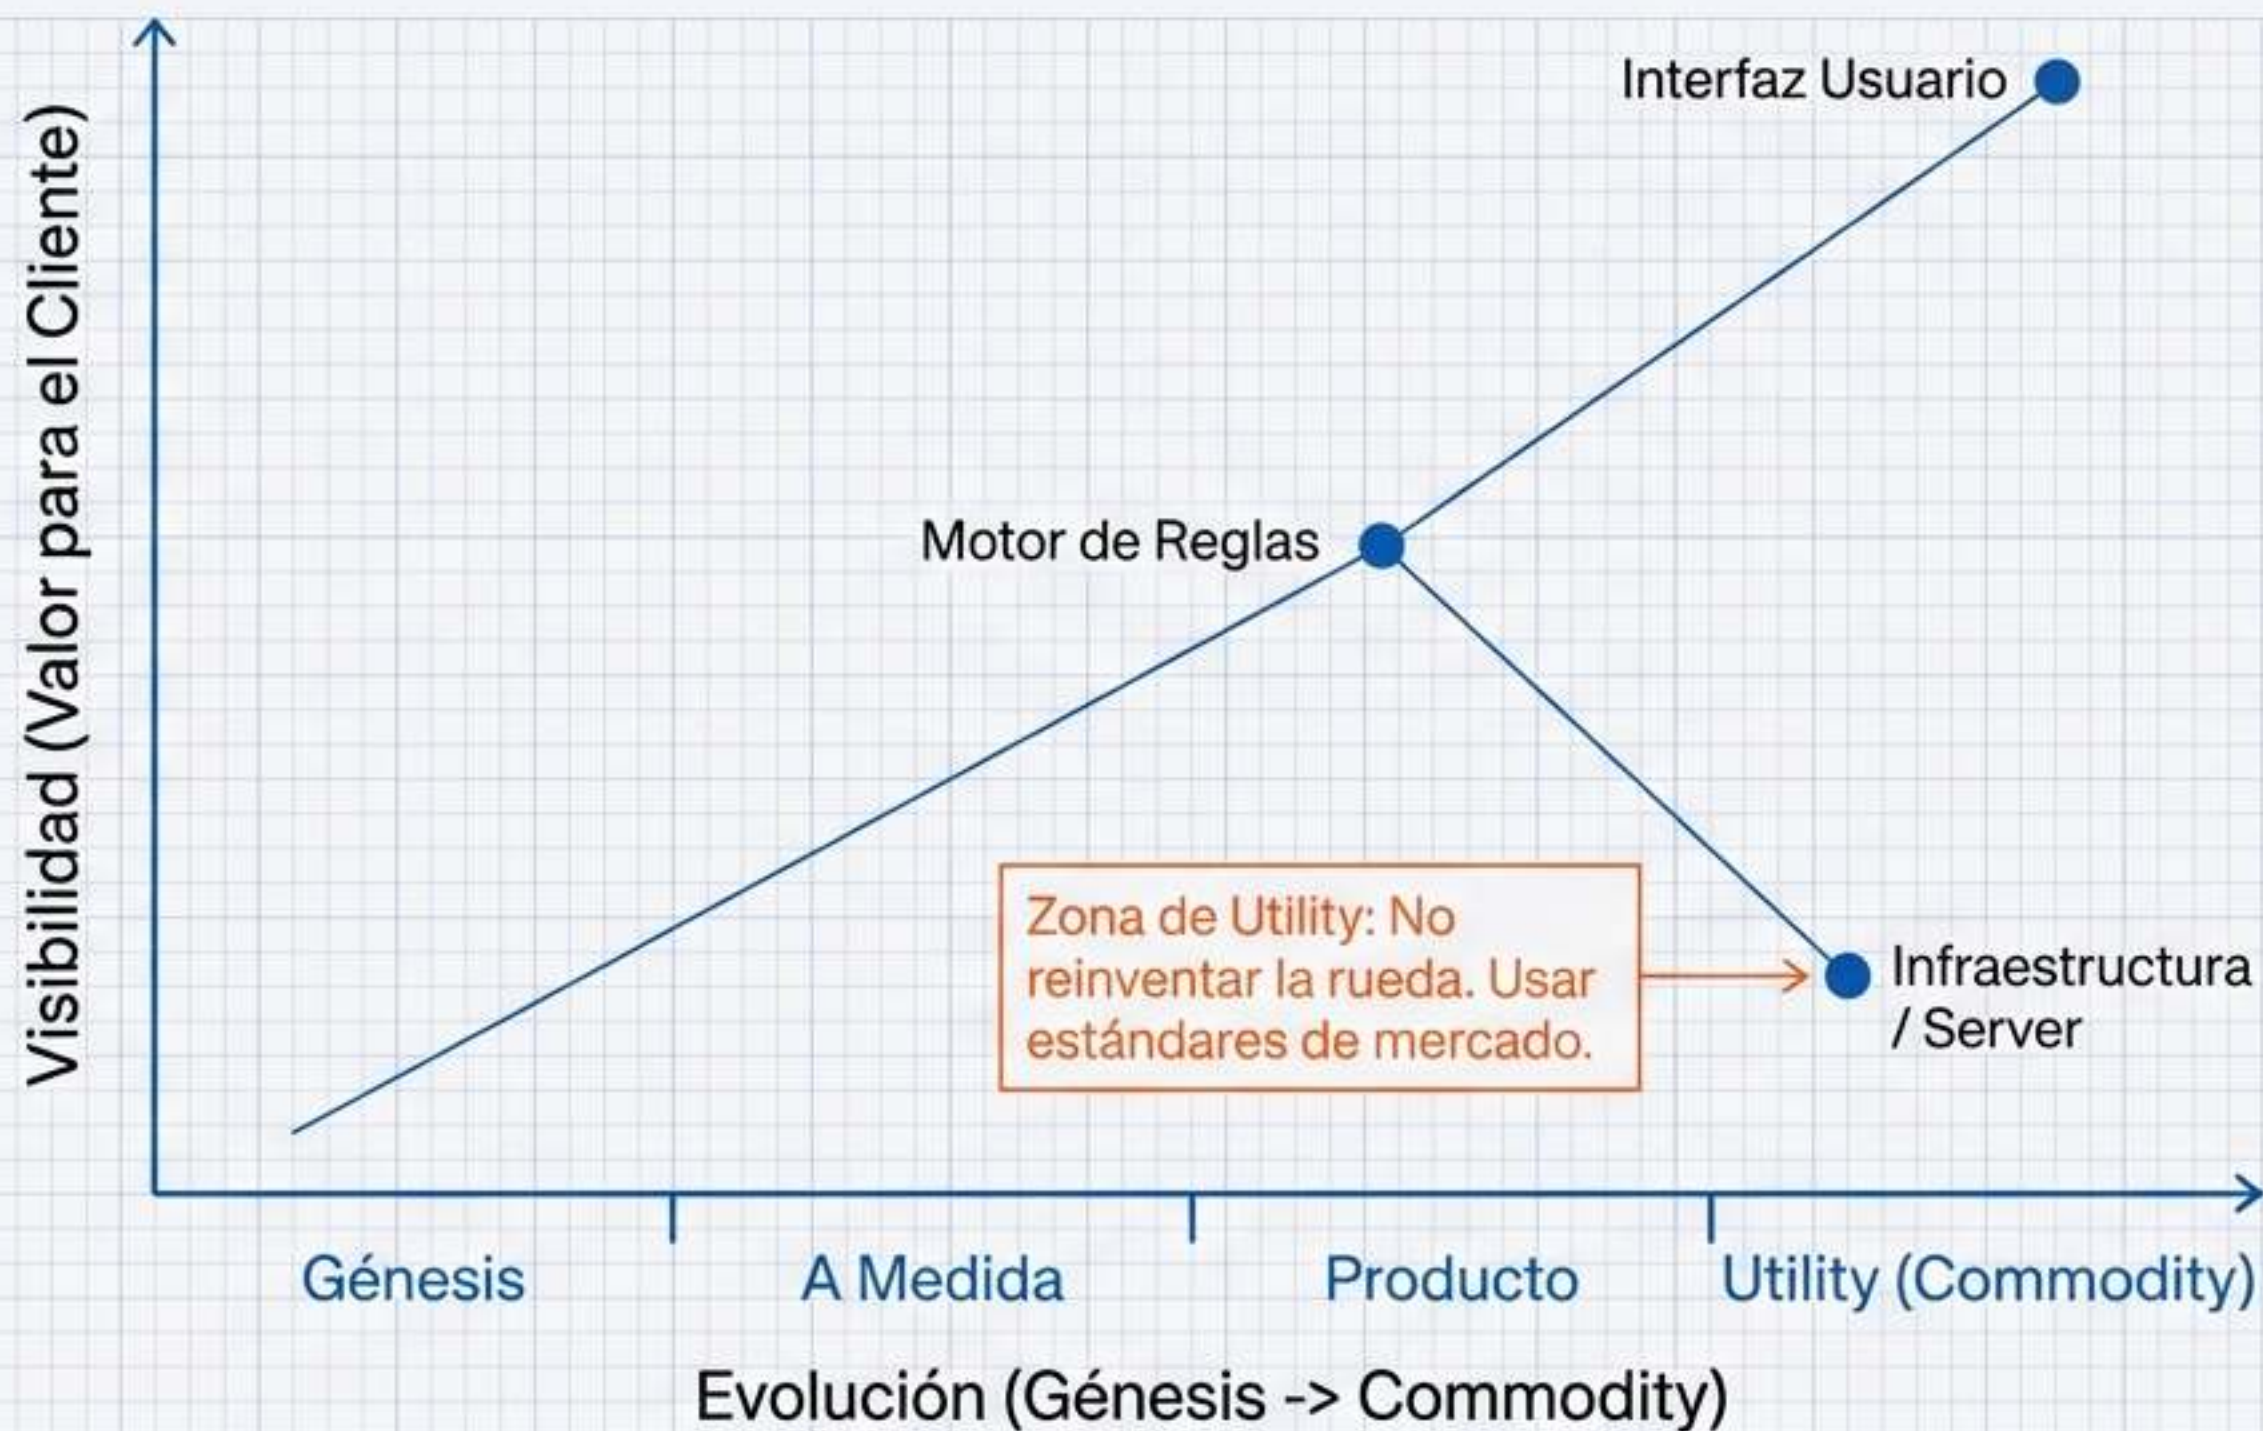 Visibilidad (Valor para el Cliente)
Interfaz Usuario
Motor de Reglas
Zona de Utility: No
reinventar la rueda. Usar
estándares de mercado.
Infraestructura
/ Server
Génesis
A Medida
Producto
Utility (Commodity)
Evolución (Génesis -> Commodity)